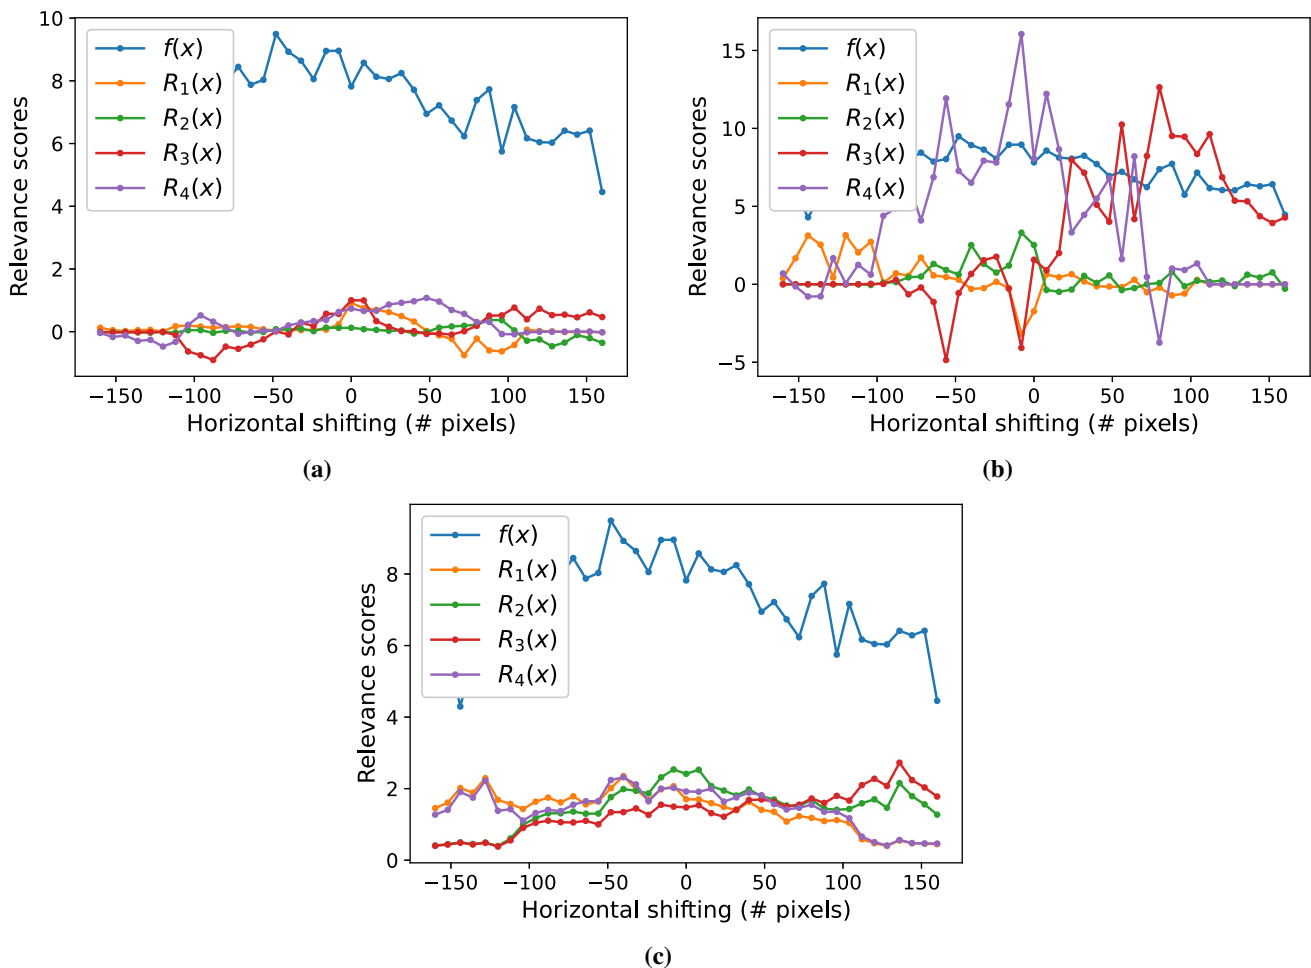 10
8
6
4
2
0
Relevance scores
f(x)
R1(x)
R2(x)
R3(x)
R4(x)
−150 −100 −50 0 50 100 150
Horizontal shifting (# pixels)
(a)
15
10
5
0
−5
Relevance scores
f(x)
R1(x)
R2(x)
R3(x)
R4(x)
−150 −100 −50 0 50 100 150
Horizontal shifting (# pixels)
(b)
8
6
4
2
0
Relevance scores
f(x)
R1(x)
R2(x)
R3(x)
R4(x)
−150 −100 −50 0 50 100 150
Horizontal shifting (# pixels)
(c)